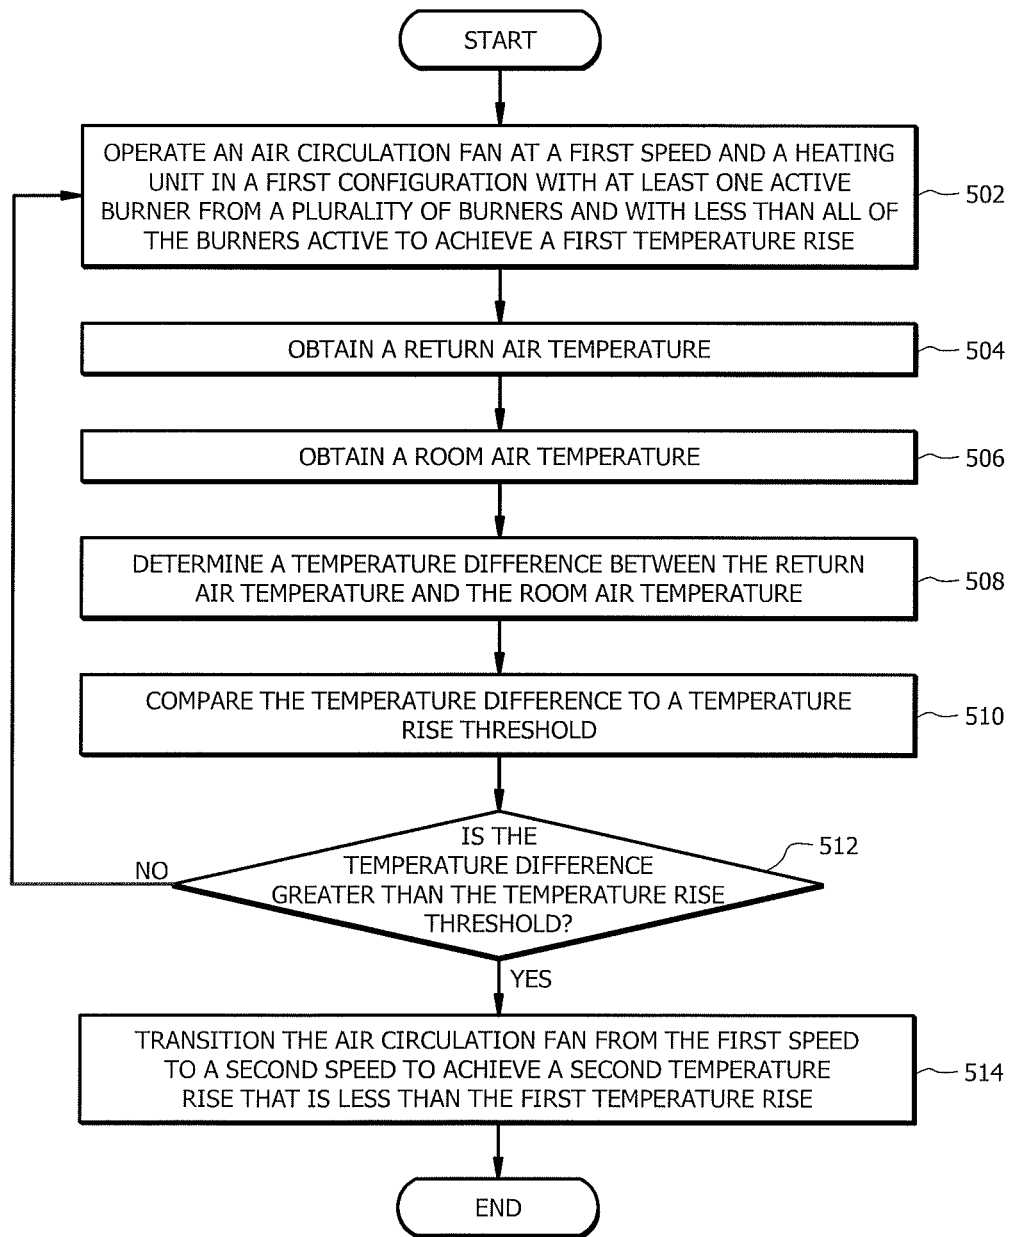 START
OPERATE AN AIR CIRCULATION FAN AT A FIRST SPEED AND A HEATING
UNIT IN A FIRST CONFIGURATION WITH AT LEAST ONE ACTIVE
BURNER FROM A PLURALITY OF BURNERS AND WITH LESS THAN ALL OF
THE BURNERS ACTIVE TO ACHIEVE A FIRST TEMPERATURE RISE
502
OBTAIN A RETURN AIR TEMPERATURE
504
OBTAIN A ROOM AIR TEMPERATURE
506
DETERMINE A TEMPERATURE DIFFERENCE BETWEEN THE RETURN
AIR TEMPERATURE AND THE ROOM AIR TEMPERATURE
508
COMPARE THE TEMPERATURE DIFFERENCE TO A TEMPERATURE
RISE THRESHOLD
510
IS THE
TEMPERATURE DIFFERENCE
GREATER THAN THE TEMPERATURE RISE
THRESHOLD?
512
NO
YES
TRANSITION THE AIR CIRCULATION FAN FROM THE FIRST SPEED
TO A SECOND SPEED TO ACHIEVE A SECOND TEMPERATURE
RISE THAT IS LESS THAN THE FIRST TEMPERATURE RISE
514
END